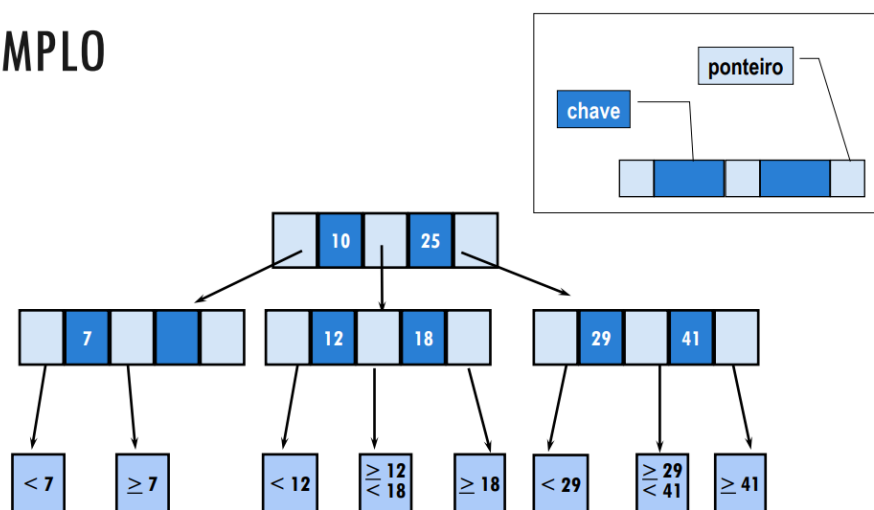 MPLO
ponteiro
chave
10 25
7 12 18 29 41
< 7 ≥ 7 < 12 ≥ 12 ≥ 18 < 29 ≥ 29 ≥ 41
< 18 < 41